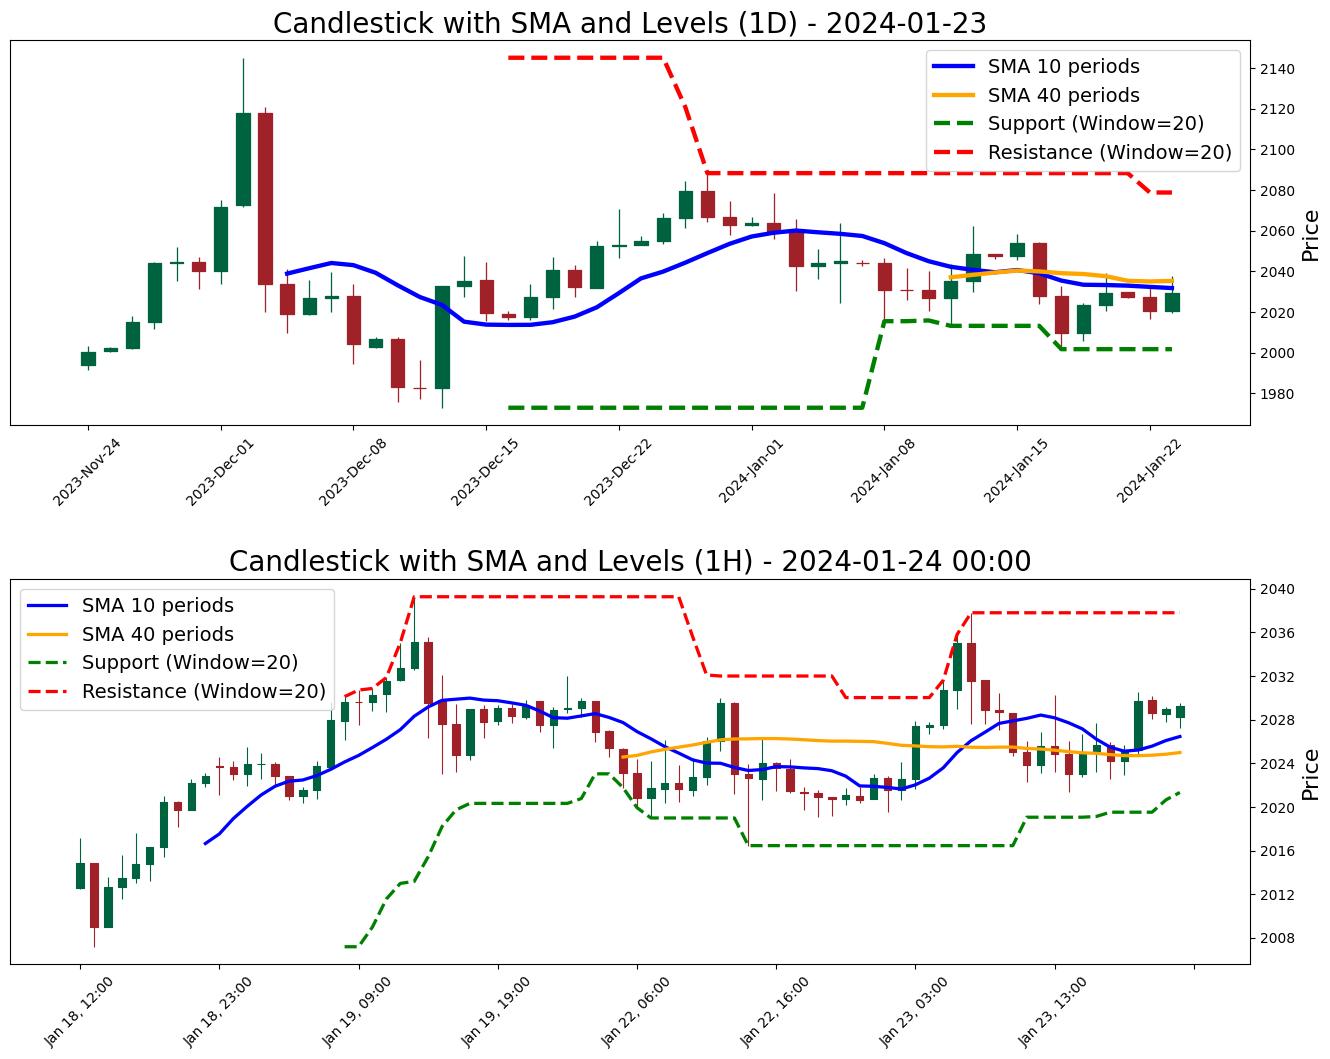 Candlestick with SMA and Levels (1D) - 2024-01-23
SMA 10 periods
SMA 40 periods
Support (Window=20)
Resistance (Window=20)
2140
2120
2100
2080
2060
2040
2020
2000
1980
Price
2023-Nov-24
2023-Dec-01
2023-Dec-08
2023-Dec-15
2023-Dec-22
2024-Jan-01
2024-Jan-08
2024-Jan-15
2024-Jan-22
Candlestick with SMA and Levels (1H) - 2024-01-24 00:00
SMA 10 periods
SMA 40 periods
Support (Window=20)
Resistance (Window=20)
2040
2036
2032
2028
2024
2020
2016
2012
2008
Price
Jan 18, 12:00
Jan 18, 23:00
Jan 19, 09:00
Jan 19, 19:00
Jan 22, 06:00
Jan 22, 16:00
Jan 23, 03:00
Jan 23, 13:00